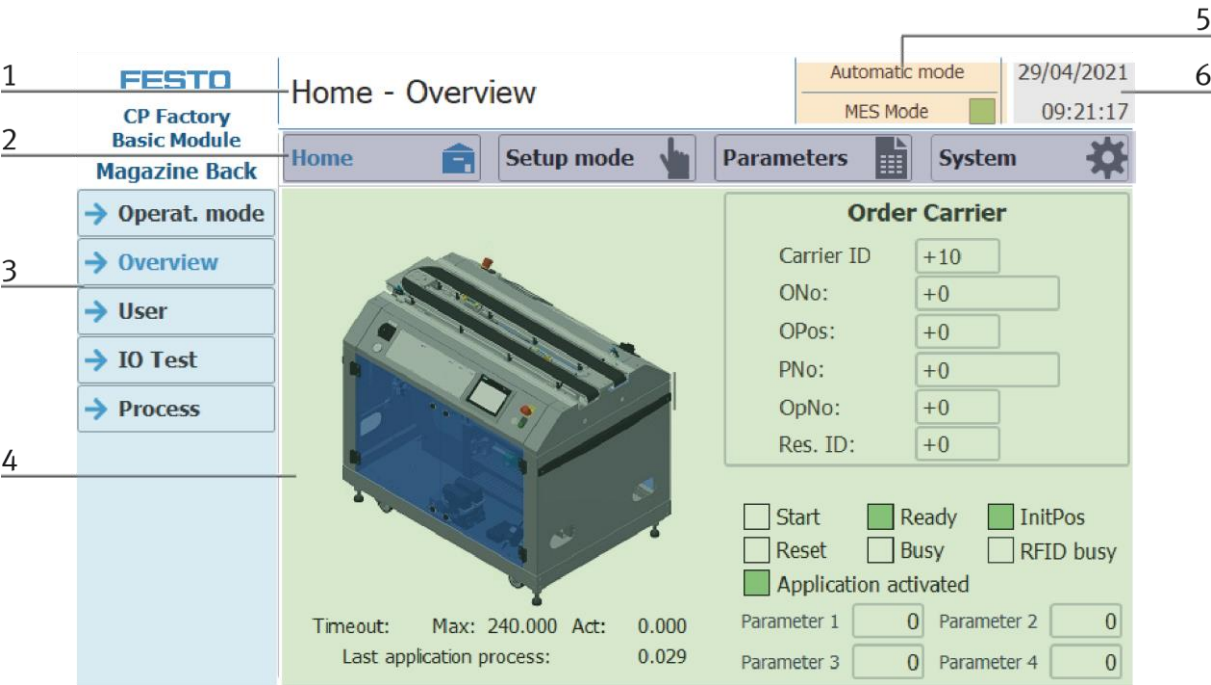 5
1
FESTO
CP Factory
Basic Module
Magazine Back
Home - Overview
Automatic mode
MES Mode
29/04/2021
09:21:17
6
2
Home
Setup mode
Parameters
System
3
Operat. mode
Overview
User
IO Test
Process
4
Order Carrier
Carrier ID +10
ONo: +0
OPos: +0
PNo: +0
OpNo: +0
Res. ID: +0
Start Ready InitPos
Reset Busy RFID busy
Application activated
Timeout: Max: 240.000 Act: 0.000
Last application process: 0.029
Parameter 1 0 Parameter 2 0
Parameter 3 0 Parameter 4 0